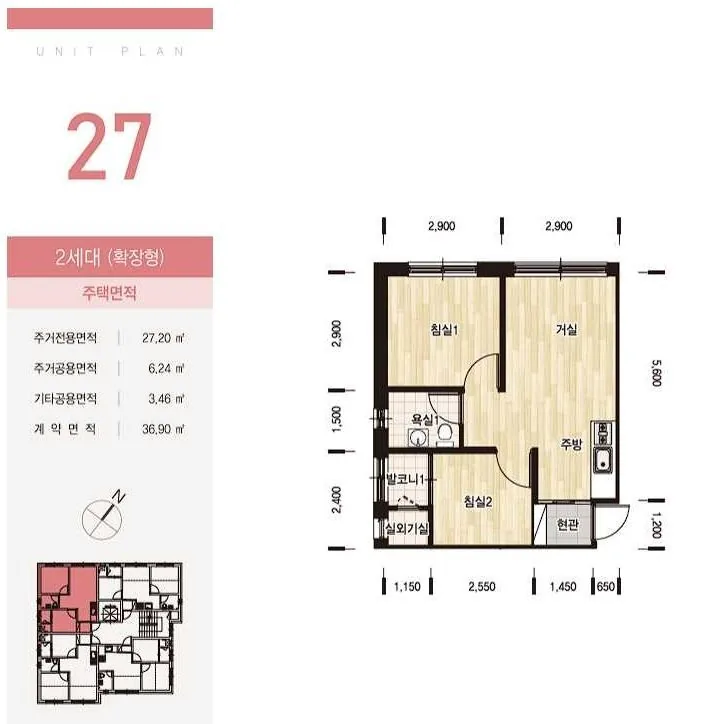 UNIT PLAN
27
2세대 (확장형)
주택면적
주거전용면적 27,20 ㎡
주거공용면적 6,24 ㎡
기타공용면적 3,46 ㎡
계 약 면 적 36,90 ㎡
N
2,900 2,900
2,900
1,500
2,400
5,600
1,200
침실1
거실
욕실1
주방
발코니1
침실2
실외기실
현관
1,150 2,550 1,450 650